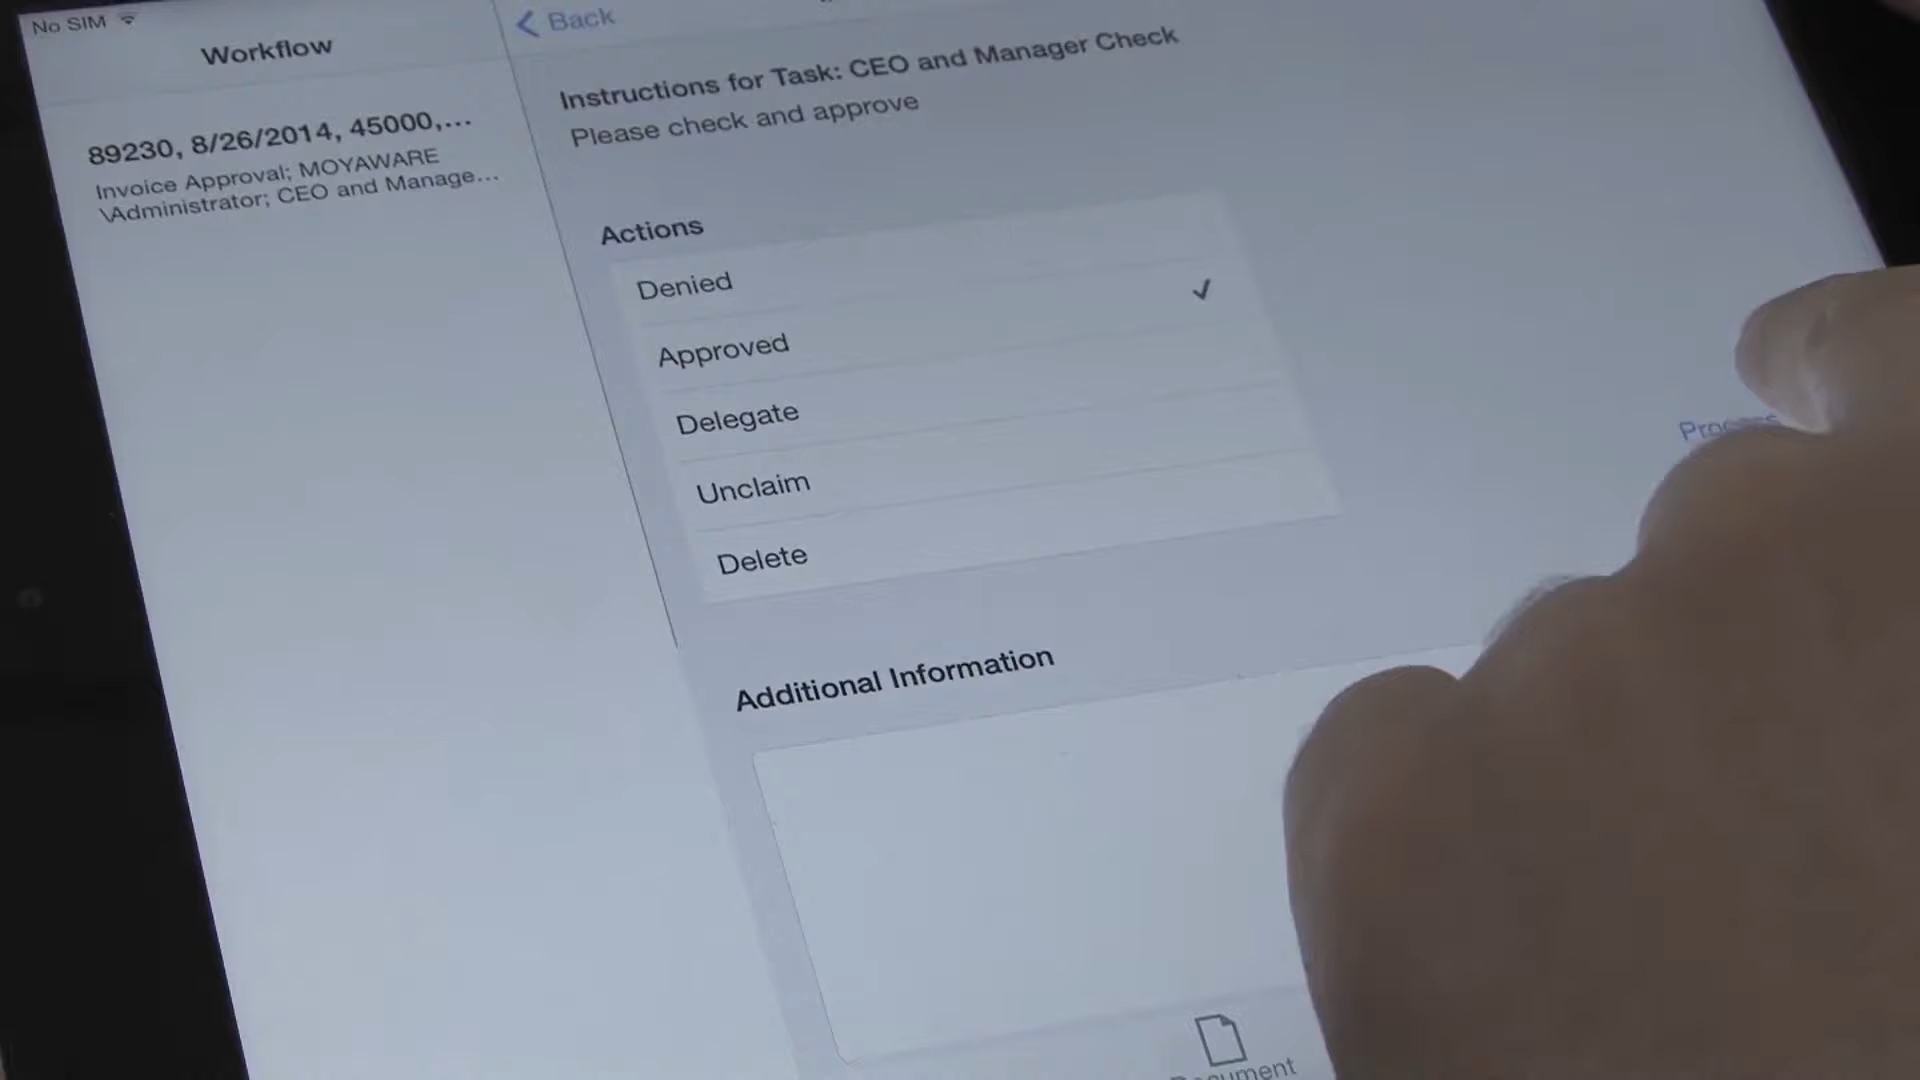 No SIM
Workflow
Back
89230, 8/26/2014, 45000,...
Invoice Approval; MOYAWARE
\Administrator; CEO and Manage...
Instructions for Task: CEO and Manager Check
Please check and approve
Actions
Denied
Approved
Delegate
Unclaim
Delete
Additional Information